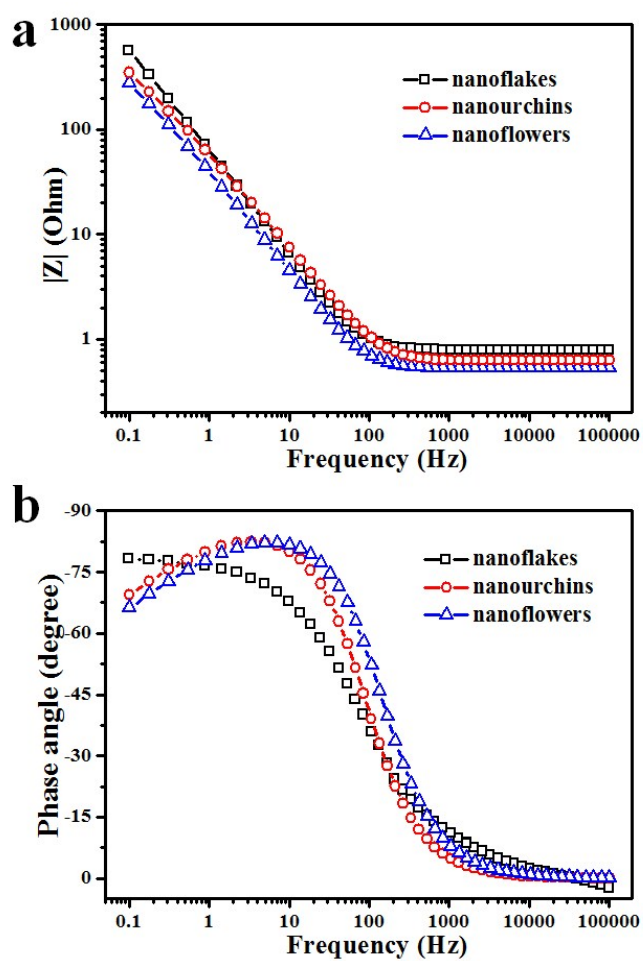 a
1000
100
10
1
|Z| (Ohm)
nanoflakes
nanourchins
nanoflowers
0.1 1 10 100 1000 10000 100000
Frequency (Hz)
b
-90
-75
-60
-45
-30
-15
0
Phase angle (degree)
nanoflakes
nanourchins
nanoflowers
0.1 1 10 100 1000 10000 100000
Frequency (Hz)